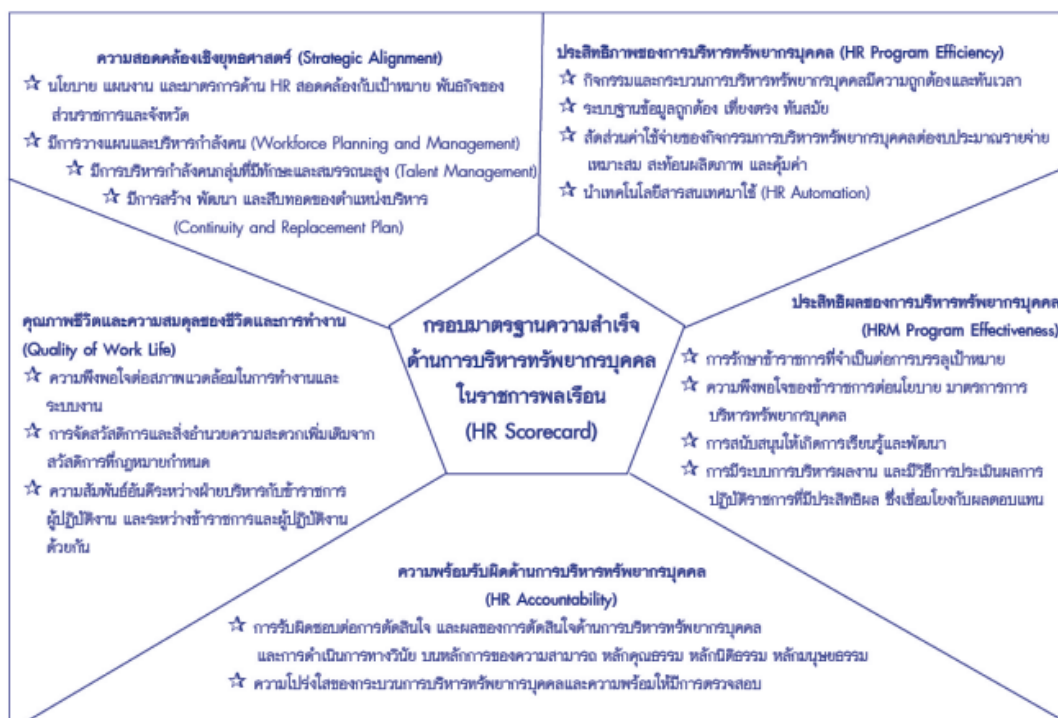 ความสอดคล้องเชิงยุทธศาสตร์ (Strategic Alignment)
☆ นโยบาย แผนงาน และมาตรการด้าน HR สอดคล้องกับเป้าหมาย พันธกิจของ
ส่วนราชการและจังหวัด
☆ มีการวางแผนและบริหารกำลังคน (Workforce Planning and Management)
☆ มีการบริหารกำลังคนกลุ่มที่มีทักษะและสมรรถนะสูง (Talent Management)
☆ มีการสร้าง พัฒนา และสืบทอดของตำแหน่งบริหาร
(Continuity and Replacement Plan)
ประสิทธิภาพของการบริหารทรัพยากรบุคคล (HR Program Efficiency)
☆ กิจกรรมและกระบวนการบริหารทรัพยากรบุคคลมีความถูกต้องและทันเวลา
☆ ระบบฐานข้อมูลถูกต้อง เที่ยงตรง ทันสมัย
☆ สัดส่วนค่าใช้จ่ายของกิจกรรมการบริหารทรัพยากรบุคคลต่องบประมาณรายจ่าย
เหมาะสม สะท้อนผลิตภาพ และคุ้มค่า
☆ นำเทคโนโลยีสารสนเทศมาใช้ (HR Automation)
คุณภาพชีวิตและความสมดุลของชีวิตและการทำงาน
(Quality of Work Life)
☆ ความพึงพอใจต่อสภาพแวดล้อมในการทำงานและ
ระบบงาน
☆ การจัดสวัสดิการและสิ่งอำนวยความสะดวกเพิ่มเติมจาก
สวัสดิการที่กฎหมายกำหนด
☆ ความสัมพันธ์อันดีระหว่างฝ่ายบริหารกับข้าราชการ
ผู้ปฏิบัติงาน และระหว่างข้าราชการและผู้ปฏิบัติงาน
ด้วยกัน
กรอบมาตรฐานความสำเร็จ
ด้านการบริหารทรัพยากรบุคคล
ในราชการพลเรือน
(HR Scorecard)
ประสิทธิผลของการบริหารทรัพยากรบุคคล
(HRM Program Effectiveness)
☆ การรักษาข้าราชการที่จำเป็นต่อการบรรลุเป้าหมาย
☆ ความพึงพอใจของข้าราชการต่อนโยบาย มาตรการการ
บริหารทรัพยากรบุคคล
☆ การสนับสนุนให้เกิดการเรียนรู้และพัฒนา
☆ การมีระบบการบริหารผลงาน และมีวิธีการประเมินผลการ
ปฏิบัติราชการที่มีประสิทธิผล ซึ่งเชื่อมโยงกับผลตอบแทน
ความพร้อมรับผิดด้านการบริหารทรัพยากรบุคคล
(HR Accountability)
☆ การรับผิดชอบต่อการตัดสินใจ และผลของการตัดสินใจด้านการบริหารทรัพยากรบุคคล
และการดำเนินการทางวินัย บนหลักการของความสามารถ หลักคุณธรรม หลักนิติธรรม หลักมนุษยธรรม
☆ ความโปร่งใสของกระบวนการบริหารทรัพยากรบุคคลและความพร้อมให้มีการตรวจสอบ